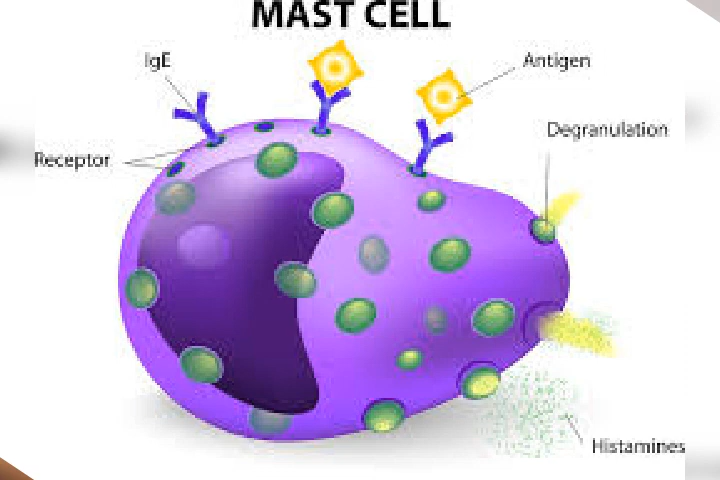 MAST CELL
IgE
Antigen
Degranulation
Receptor
Histamines